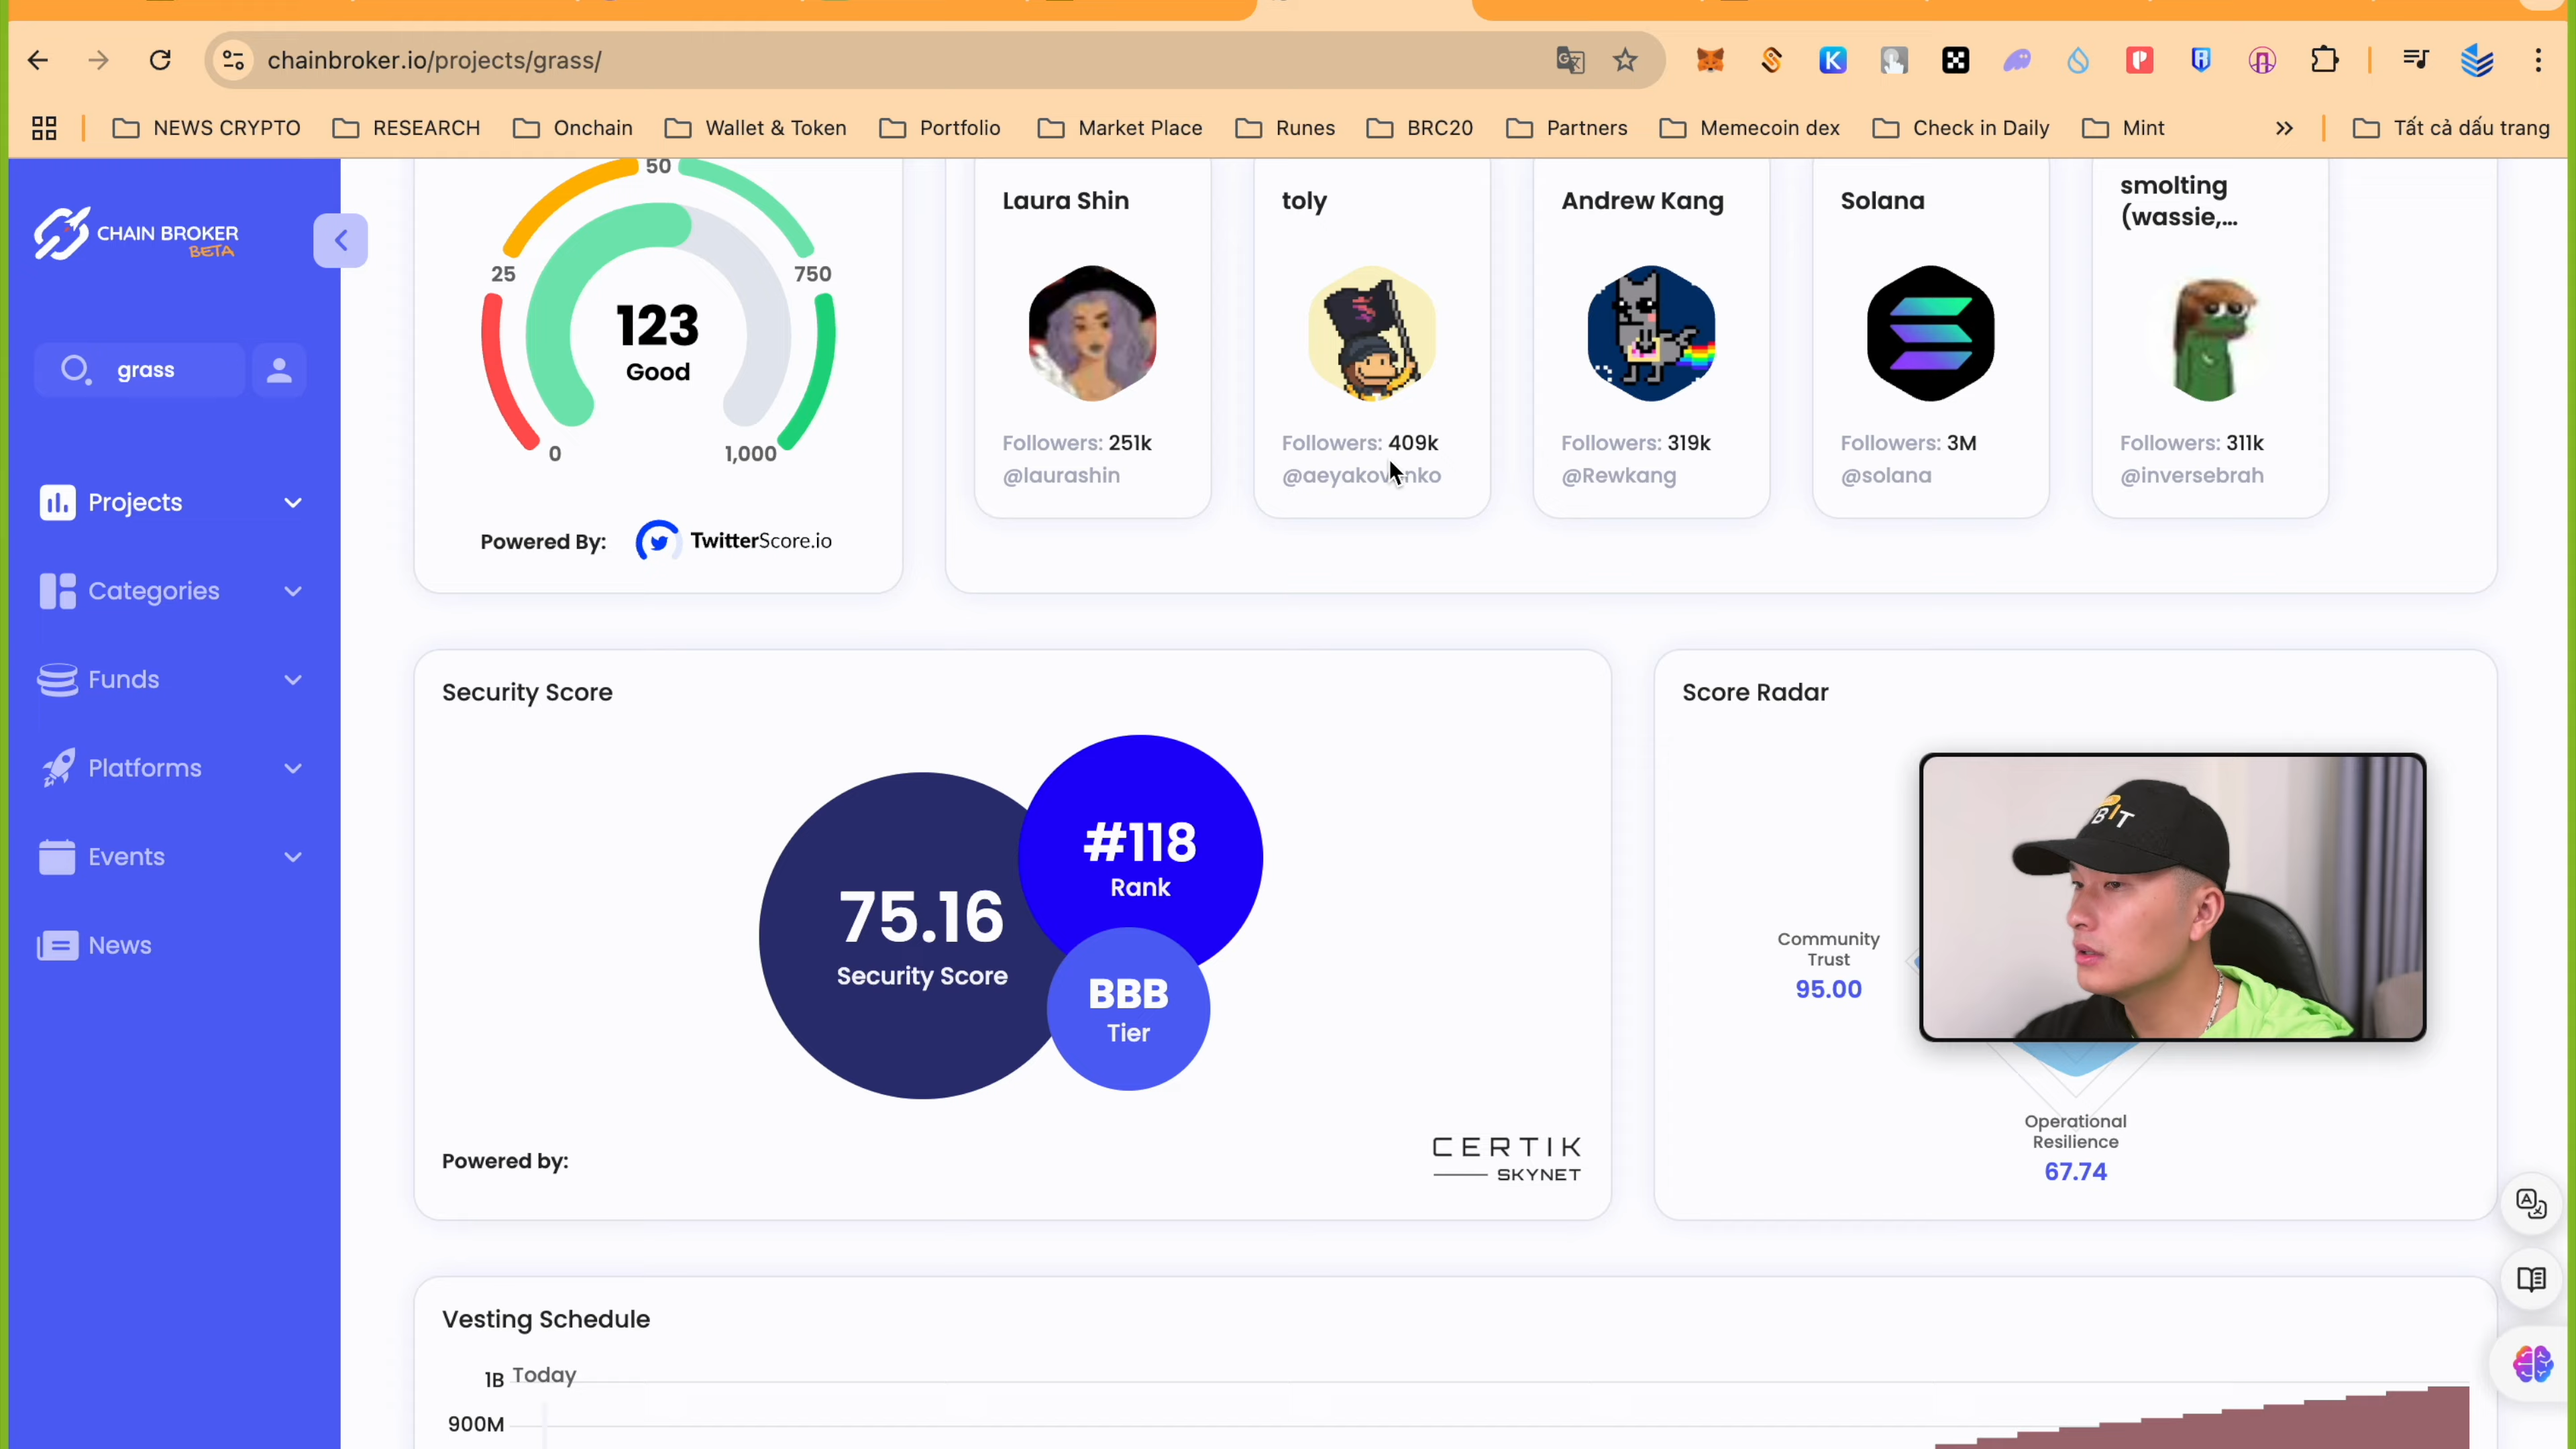 chainbroker.io/projects/grass/
NEWS CRYPTO
RESEARCH
Onchain
Wallet & Token
Portfolio
Market Place
Runes
BRC20
Partners
Memecoin dex
Check in Daily
Mint
Tất cả dấu trang
CHAIN BROKER
BETA
grass
Projects
Categories
Funds
Platforms
Events
News
50
25
750
123
Good
0
1,000
Powered By:
TwitterScore.io
Laura Shin
Followers: 251k
@laurashin
toly
Followers: 409k
@aeyakovenko
Andrew Kang
Followers: 319k
@Rewkang
Solana
Followers: 3M
@solana
smolting
(wassie,...
Followers: 311k
@inversebrah
Security Score
75.16
Security Score
#118
Rank
BBB
Tier
Powered by:
CERTIK
SKYNET
Score Radar
Community
Trust
95.00
Operational
Resilience
67.74
Vesting Schedule
1B
Today
900M